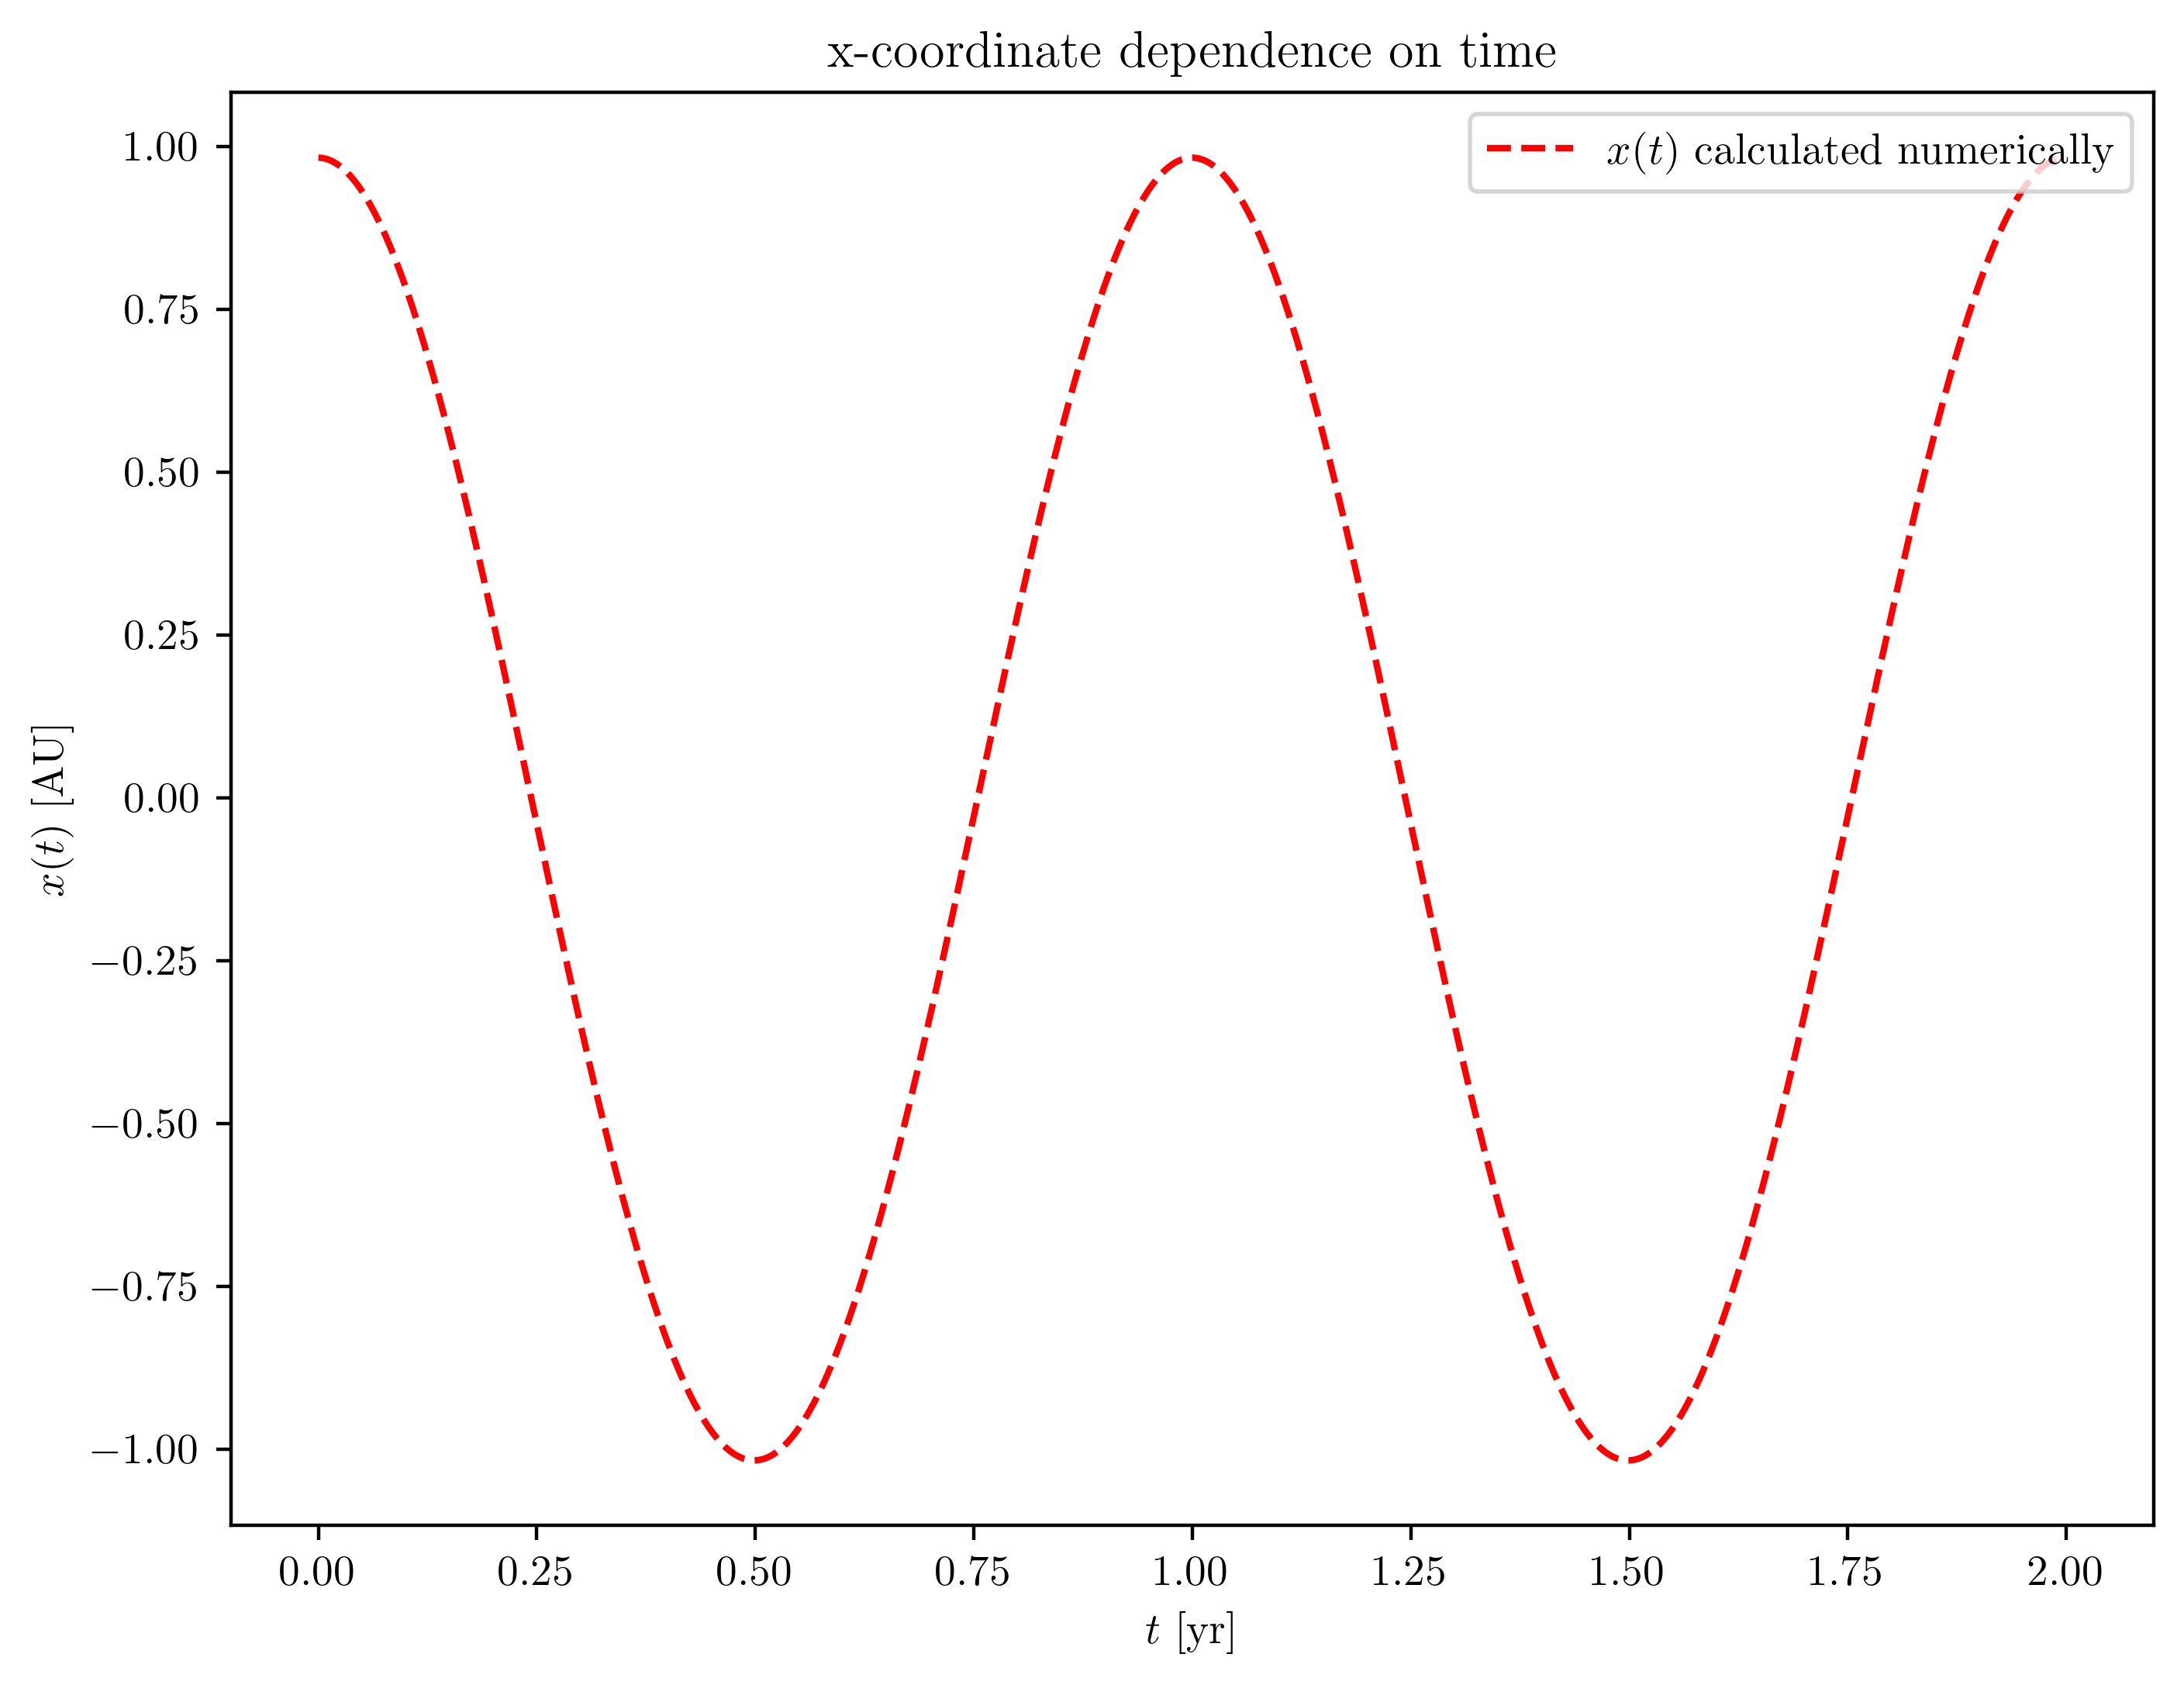 x-coordinate dependence on time
x(t) calculated numerically
1.00
0.75
0.50
0.25
0.00
−0.25
−0.50
−0.75
−1.00
x(t) [AU]
0.00 0.25 0.50 0.75 1.00 1.25 1.50 1.75 2.00
t [yr]